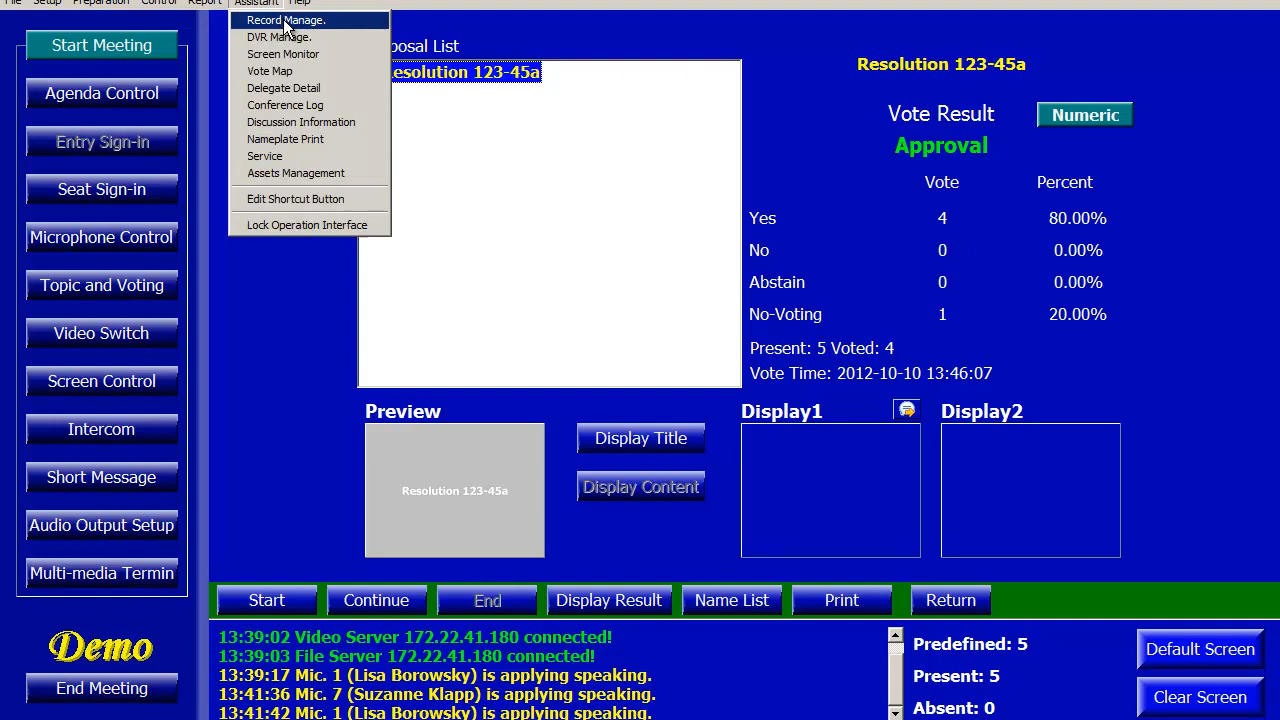 File Setup Preparation Control Report Assistant Help
Record Manage.
DVR Manage.
Screen Monitor
Vote Map
Delegate Detail
Conference Log
Discussion Information
Nameplate Print
Service
Assets Management
Edit Shortcut Button
Lock Operation Interface
Start Meeting
Agenda Control
Entry Sign-in
Seat Sign-in
Microphone Control
Topic and Voting
Video Switch
Screen Control
Intercom
Short Message
Audio Output Setup
Multi-media Termin
Demo
End Meeting
posal List
esolution 123-45a
Resolution 123-45a
Vote Result Numeric
Approval
Vote Percent
Yes 4 80.00%
No 0 0.00%
Abstain 0 0.00%
No-Voting 1 20.00%
Present: 5 Voted: 4
Vote Time: 2012-10-10 13:46:07
Preview
Resolution 123-45a
Display Title
Display Content
Display1
Display2
Start Continue End Display Result Name List Print Return
13:39:02 Video Server 172.22.41.180 connected!
13:39:03 File Server 172.22.41.180 connected!
13:39:17 Mic. 1 (Lisa Borowsky) is applying speaking.
13:41:36 Mic. 7 (Suzanne Klapp) is applying speaking.
13:41:42 Mic. 1 (Lisa Borowsky) is applying speaking.
Predefined: 5
Present: 5
Absent: 0
Default Screen
Clear Screen